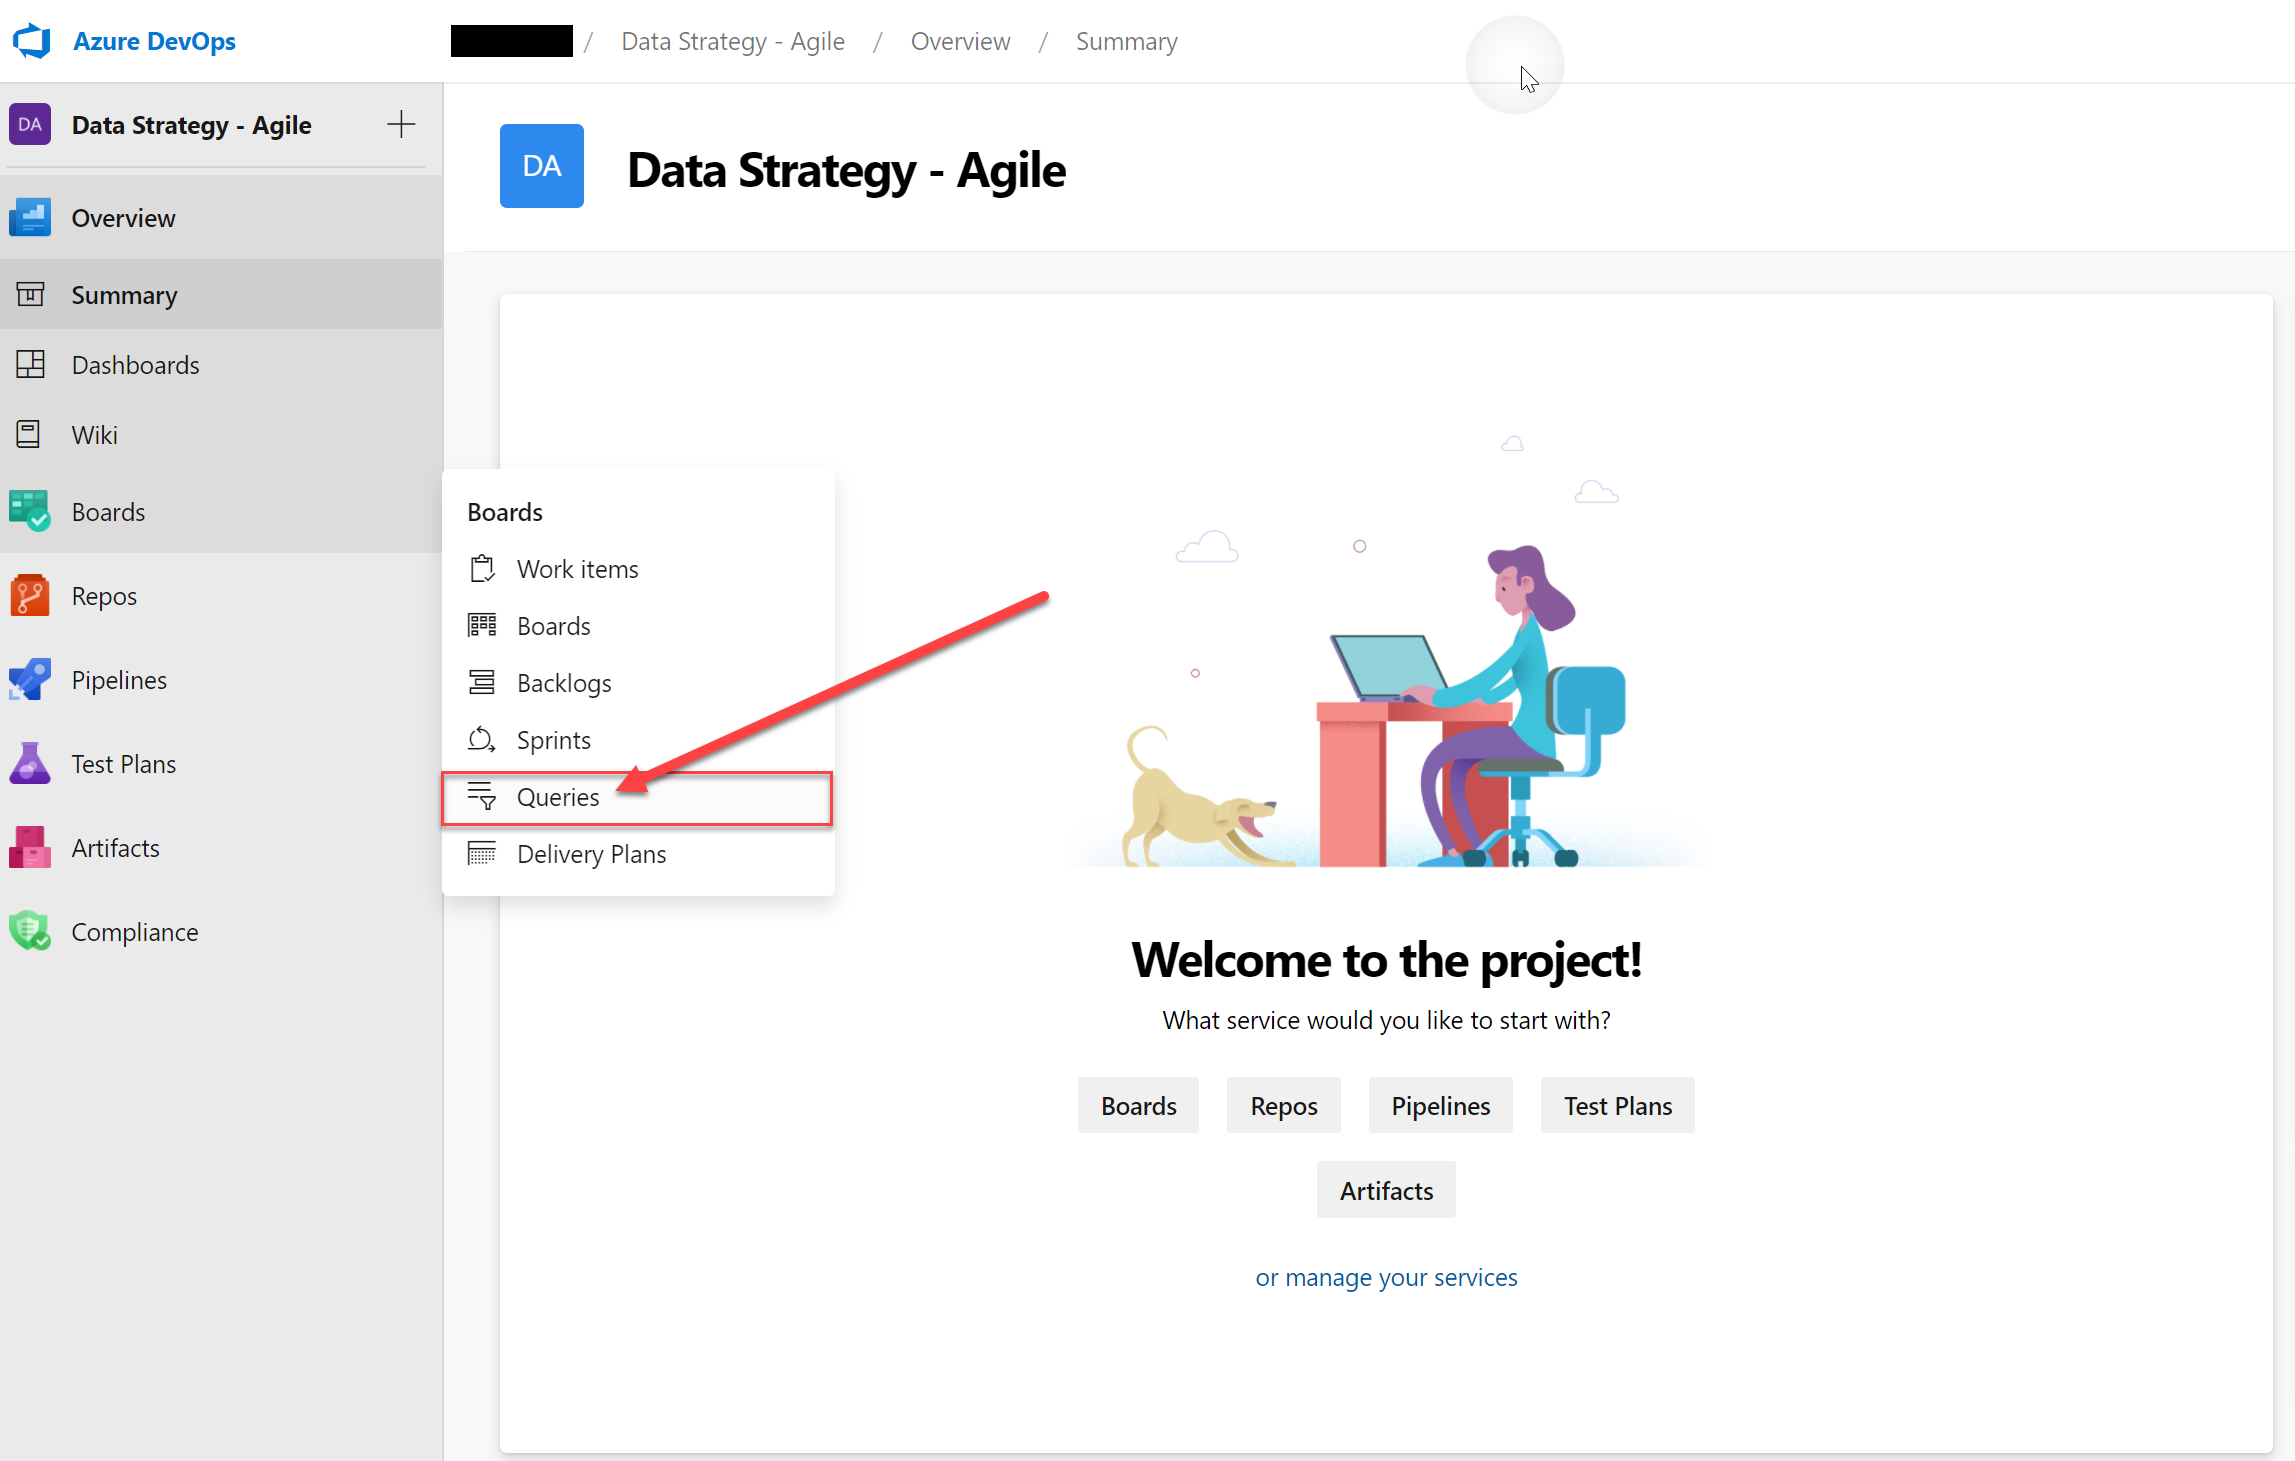 Azure DevOps
/ Data Strategy - Agile / Overview / Summary
DA Data Strategy - Agile
DA Data Strategy - Agile
Overview
Summary
Dashboards
Wiki
Boards
Repos
Pipelines
Test Plans
Artifacts
Compliance
Boards
Work items
Boards
Backlogs
Sprints
Queries
Delivery Plans
Welcome to the project!
What service would you like to start with?
Boards Repos Pipelines Test Plans
Artifacts
or manage your services